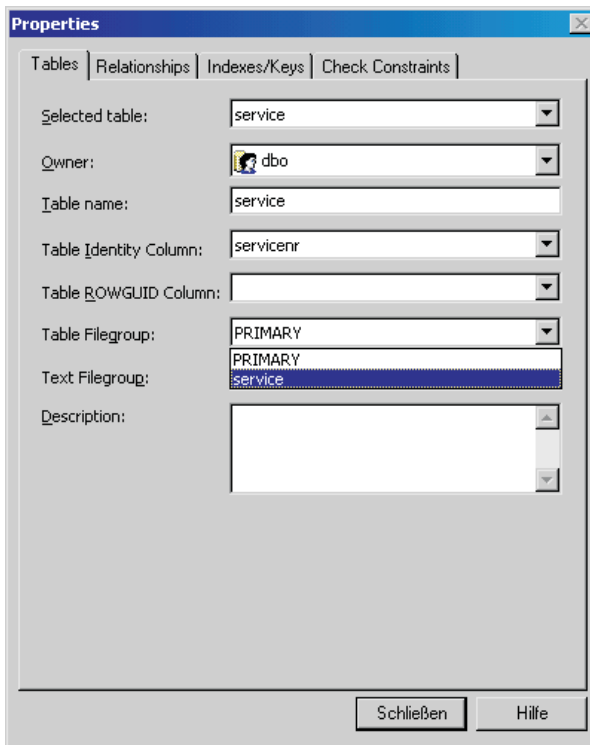 Properties
Tables Relationships Indexes/Keys Check Constraints
Selected table: service
Owner: dbo
Table name: service
Table Identity Column: servicenr
Table ROWGUID Column:
Table Filegroup: PRIMARY
PRIMARY
Text Filegroup: service
Description:
Schließen Hilfe